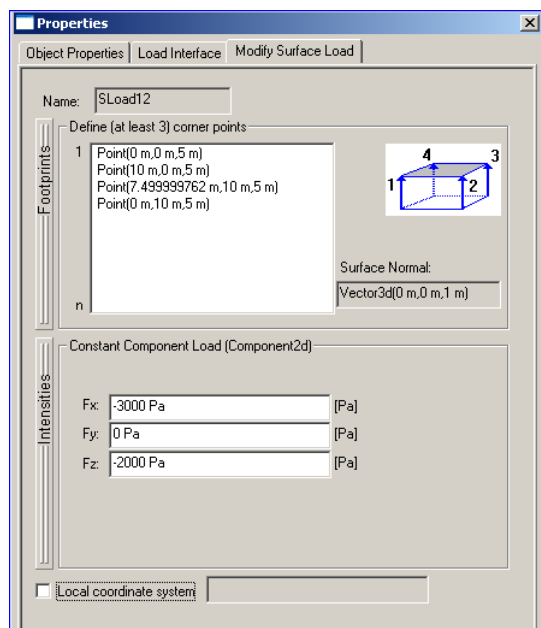 Properties
Object Properties Load Interface Modify Surface Load
Name: SLoad12
Footprints
Define (at least 3) corner points
1
Point(0 m,0 m,5 m)
Point(10 m,0 m,5 m)
Point(7.499999762 m,10 m,5 m)
Point(0 m,10 m,5 m)
n
4 3
1 2
Surface Normal:
Vector3d(0 m,0 m,1 m)
Intensities
Constant Component Load (Component2d)
Fx: -3000 Pa [Pa]
Fy: 0 Pa [Pa]
Fz: -2000 Pa [Pa]
Local coordinate system